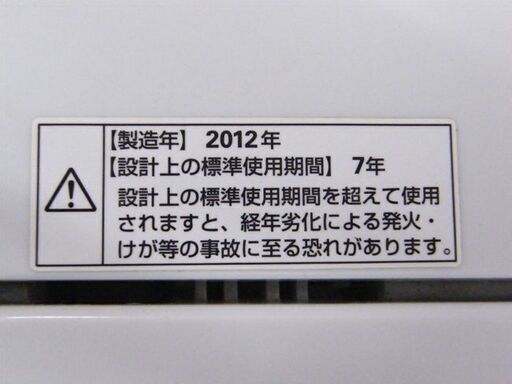 【製造年】 2012年
【設計上の標準使用期間】 7年
設計上の標準使用期間を超えて使用
されますと、経年劣化による発火・
けが等の事故に至る恐れがあります。